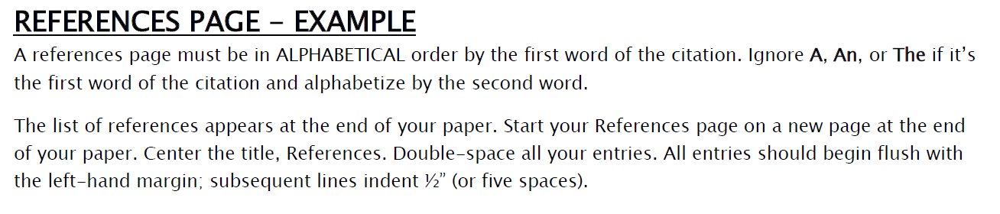 REFERENCES PAGE – EXAMPLE
A references page must be in ALPHABETICAL order by the first word of the citation. Ignore A, An, or The if it’s
the first word of the citation and alphabetize by the second word.
The list of references appears at the end of your paper. Start your References page on a new page at the end
of your paper. Center the title, References. Double-space all your entries. All entries should begin flush with
the left-hand margin; subsequent lines indent ½” (or five spaces).